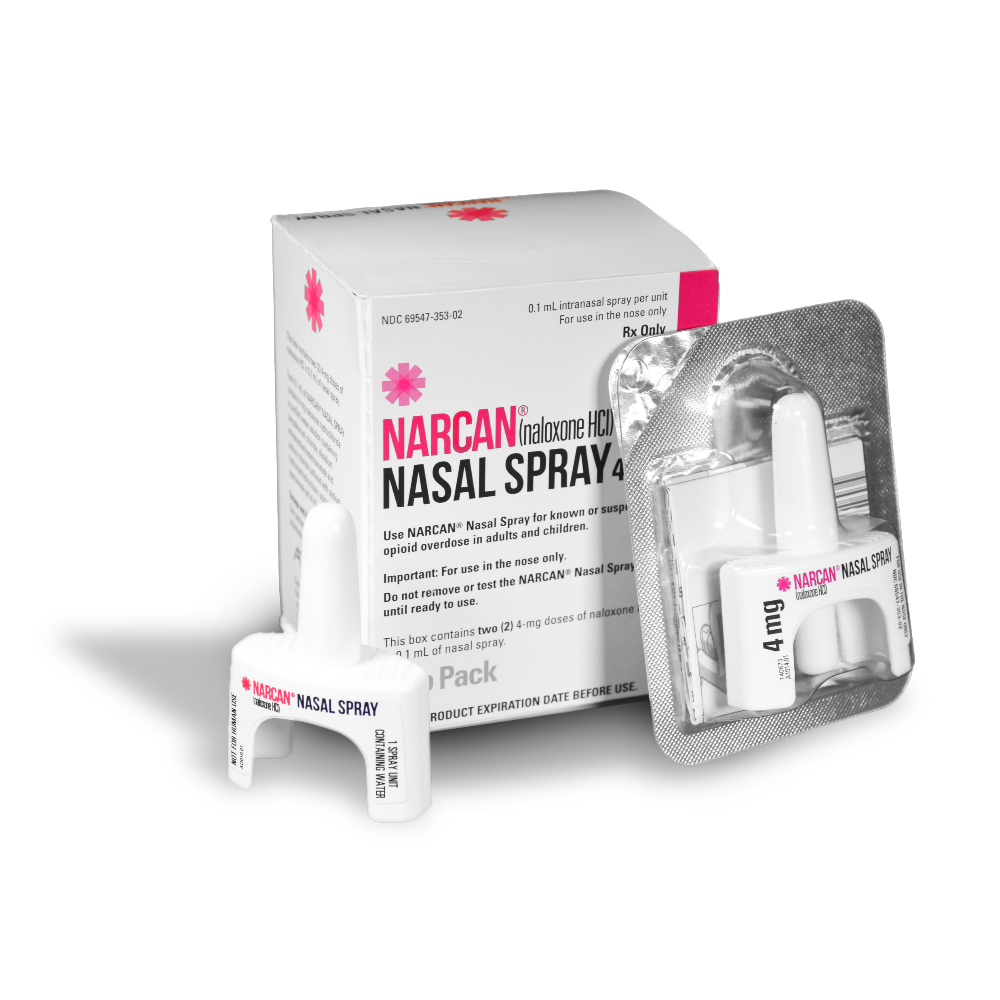 NARCAN NASAL SPRAY
NDC 69547-353-02
0.1 mL intranasal spray per unit
For use in the nose only
Rx Only
NARCAN® (naloxone HCl)
NASAL SPRAY 4
Use NARCAN® Nasal Spray for known or suspe
opioid overdose in adults and children.
Important: For use in the nose only.
Do not remove or test the NARCAN® Nasal Spray
until ready to use.
This box contains two (2) 4-mg doses of naloxone
0.1 mL of nasal spray.
Pack
RODUCT EXPIRATION DATE BEFORE USE.
This box contains two (2) 4-mg doses of
naloxone HCl in 0.1 mL of nasal spray.
Each 0.1 mL of NARCAN® NASAL SPRAY
contains 4 mg naloxone hydrochloride
NARCAN® NASAL SPRAY
(naloxone HCl)
NOT FOR HUMAN USE
AD010.01
1 SPRAY UNIT
CONTAINING WATER
NARCAN® NASAL SPRAY
(naloxone HCl)
4 mg
140673
A1014.01
FOR USE IN THE NOSE ONLY
NDC 69547-353-02